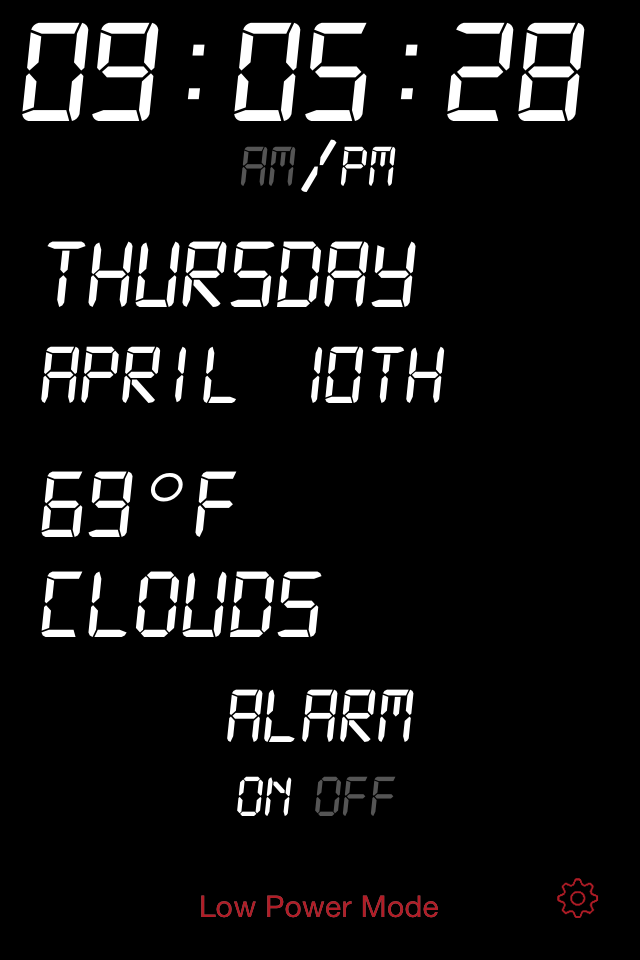 09:05:28
AM/PM
THURSDAY
APRIL 10TH
69°F
CLOUDS
ALARM
ON OFF
Low Power Mode